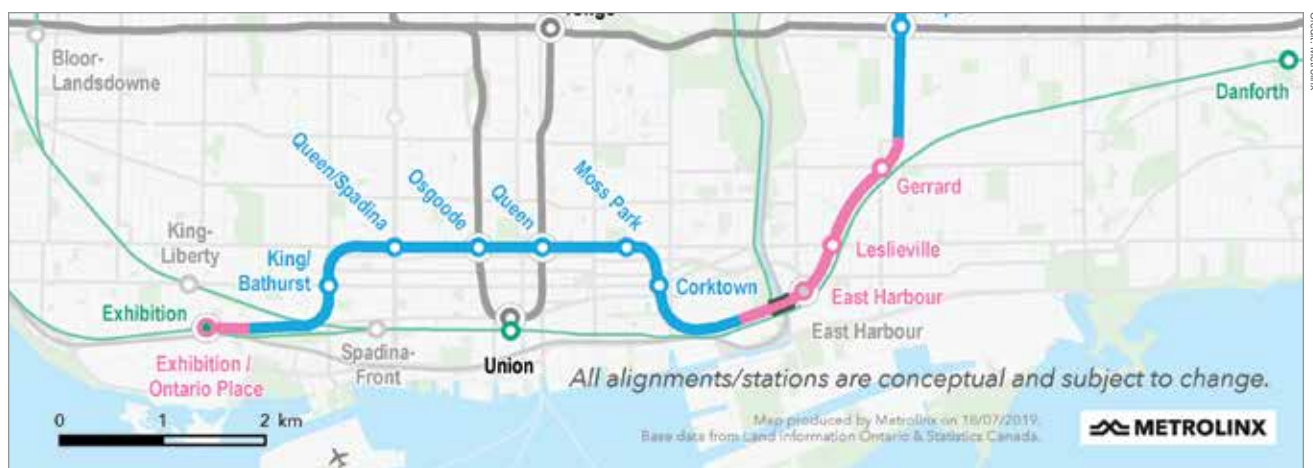 Bloor-
Landsdowne
Danforth
Queen/Spadina
Osgoode
Queen
Moss Park
Gerrard
King-
Liberty
King/
Bathurst
Leslieville
Corktown
East Harbour
Exhibition
East Harbour
Exhibition /
Ontario Place
Spadina-
Front
Union
All alignments/stations are conceptual and subject to change.
0 1 2 km
Map produced by Metrolinx on 18/07/2019.
Base data from Land Information Ontario & Statistics Canada.
METROLINX